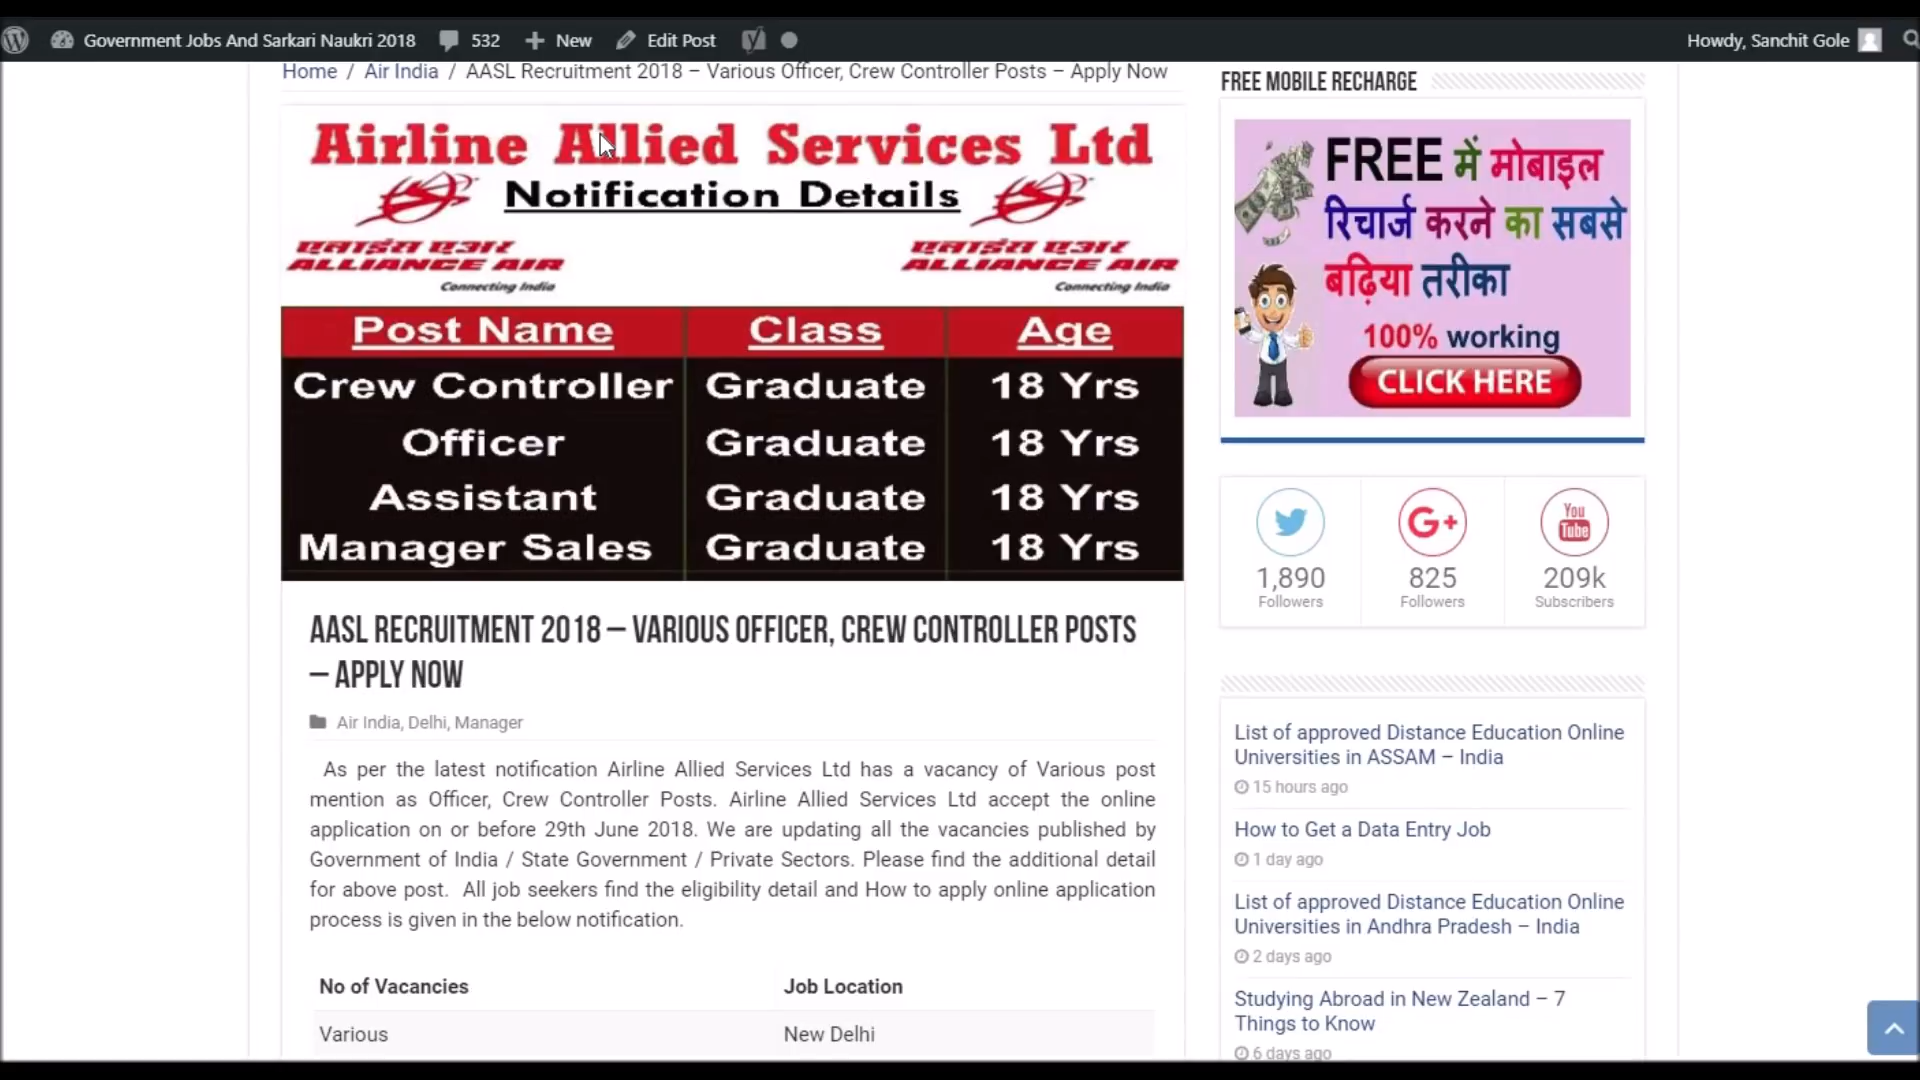 Government Jobs And Sarkari Naukri 2018 532 New Edit Post Howdy, Sanchit Gole
Home / Air India / AASL Recruitment 2018 – Various Officer, Crew Controller Posts – Apply Now
Airline Allied Services Ltd
Notification Details
एलाईंस एअर
ALLIANCE AIR
Connecting India
एलाईंस एअर
ALLIANCE AIR
Connecting India
Post Name Class Age
Crew Controller Graduate 18 Yrs
Officer Graduate 18 Yrs
Assistant Graduate 18 Yrs
Manager Sales Graduate 18 Yrs
AASL RECRUITMENT 2018 – VARIOUS OFFICER, CREW CONTROLLER POSTS
– APPLY NOW
Air India, Delhi, Manager
As per the latest notification Airline Allied Services Ltd has a vacancy of Various post
mention as Officer, Crew Controller Posts. Airline Allied Services Ltd accept the online
application on or before 29th June 2018. We are updating all the vacancies published by
Government of India / State Government / Private Sectors. Please find the additional detail
for above post. All job seekers find the eligibility detail and How to apply online application
process is given in the below notification.
No of Vacancies Job Location
Various New Delhi
FREE MOBILE RECHARGE
FREE में मोबाइल
रिचार्ज करने का सबसे
बढ़िया तरीका
100% working
CLICK HERE
G+ You
Tube
1,890 825 209k
Followers Followers Subscribers
List of approved Distance Education Online
Universities in ASSAM – India
15 hours ago
How to Get a Data Entry Job
1 day ago
List of approved Distance Education Online
Universities in Andhra Pradesh – India
2 days ago
Studying Abroad in New Zealand – 7
Things to Know
6 days ago